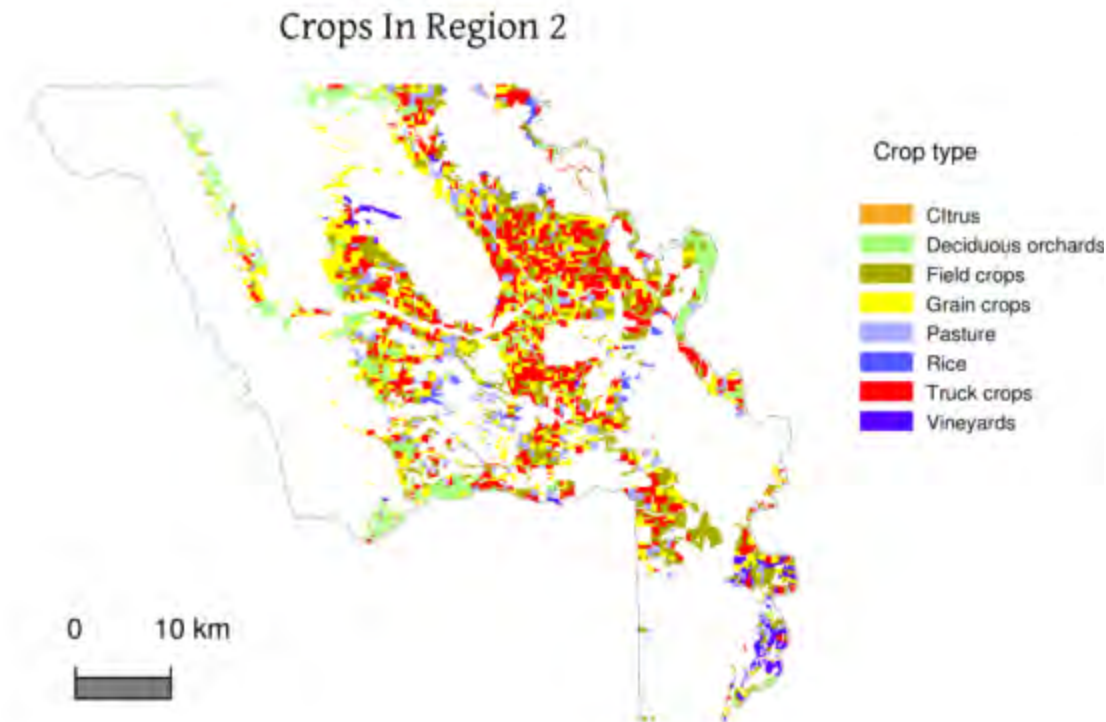 Crops In Region 2
Crop type
CItrus
Deciduous orchards
Field crops
Grain crops
Pasture
Rice
Truck crops
Vineyards
0 10 km